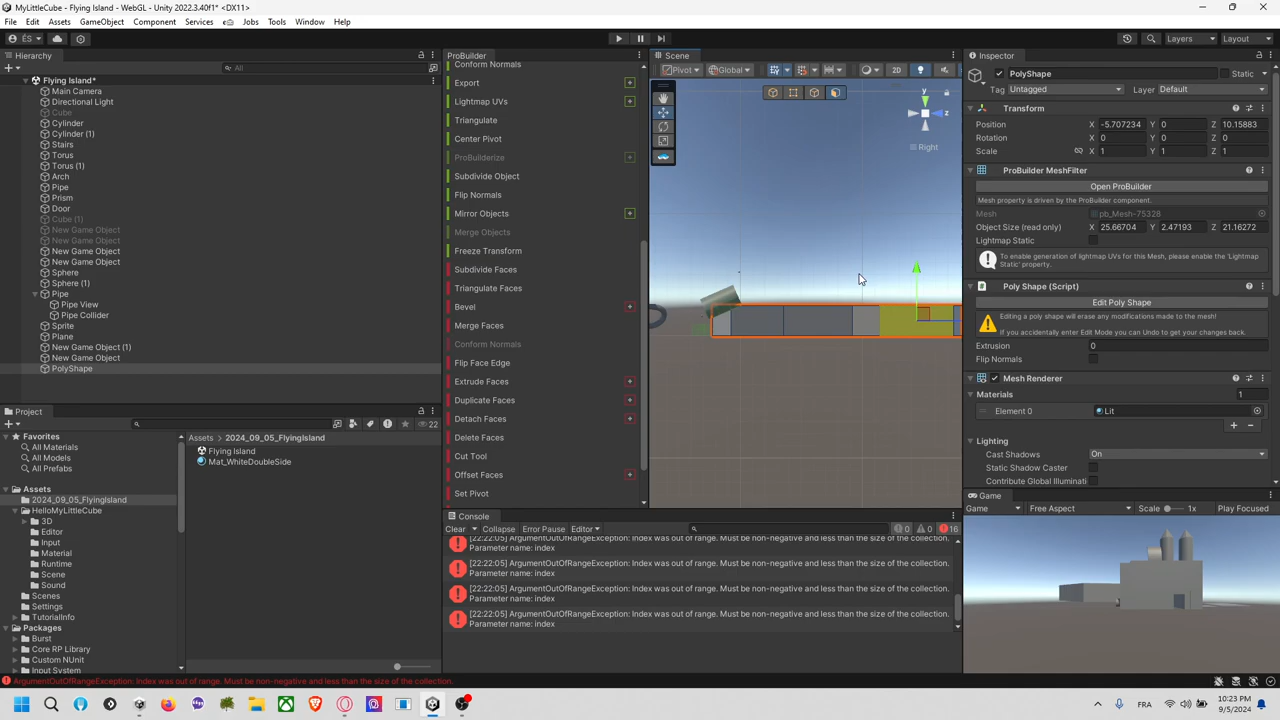 MyLittleCube - Flying Island - WebGL - Unity 2022.3.40f1* <DX11>
File Edit Assets GameObject Component Services Jobs Tools Window Help
ÉS
Layers
Layout
Hierarchy
All
Flying Island*
Main Camera
Directional Light
Cube
Cylinder
Cylinder (1)
Stairs
Torus
Torus (1)
Arch
Pipe
Prism
Door
Cube (1)
New Game Object
New Game Object
New Game Object
New Game Object
Sphere
Sphere (1)
Pipe
Pipe View
Pipe Collider
Sprite
Plane
New Game Object (1)
New Game Object
PolyShape
Project
22
Favorites
All Materials
All Models
All Prefabs
Assets
2024_09_05_FlyingIsland
HelloMyLittleCube
3D
Editor
Input
Material
Runtime
Scene
Sound
Scenes
Settings
TutorialInfo
Packages
Burst
Core RP Library
Custom NUnit
Input System
Assets > 2024_09_05_FlyingIsland
Flying Island
Mat_WhiteDoubleSide
ProBuilder
Conform Normals
Export
Lightmap UVs
Triangulate
Center Pivot
ProBuilderize
Subdivide Object
Flip Normals
Mirror Objects
Merge Objects
Freeze Transform
Subdivide Faces
Triangulate Faces
Bevel
Merge Faces
Conform Normals
Flip Face Edge
Extrude Faces
Duplicate Faces
Detach Faces
Delete Faces
Cut Tool
Offset Faces
Set Pivot
Scene
Pivot Global 2D
y
z
Right
Console
Clear Collapse Error Pause Editor 0 0 16
[22:22:05] ArgumentOutOfRangeException: Index was out of range. Must be non-negative and less than the size of the collection.
Parameter name: index
[22:22:05] ArgumentOutOfRangeException: Index was out of range. Must be non-negative and less than the size of the collection.
Parameter name: index
[22:22:05] ArgumentOutOfRangeException: Index was out of range. Must be non-negative and less than the size of the collection.
Parameter name: index
[22:22:05] ArgumentOutOfRangeException: Index was out of range. Must be non-negative and less than the size of the collection.
Parameter name: index
Inspector
PolyShape Static
Tag Untagged Layer Default
Transform
Position X -5.707234 Y 0 Z 10.15883
Rotation X 0 Y 0 Z 0
Scale X 1 Y 1 Z 1
ProBuilder MeshFilter
Open ProBuilder
Mesh property is driven by the ProBuilder component.
Mesh pb_Mesh-75328
Object Size (read only) X 25.66704 Y 2.47193 Z 21.16272
Lightmap Static
To enable generation of lightmap UVs for this Mesh, please enable the 'Lightmap
Static' property.
Poly Shape (Script)
Edit Poly Shape
Editing a poly shape will erase any modifications made to the mesh!
If you accidentally enter Edit Mode you can Undo to get your changes back.
Extrusion 0
Flip Normals
Mesh Renderer
Materials 1
Element 0 Lit
Lighting
Cast Shadows On
Static Shadow Caster
Contribute Global Illuminati
Game
Game Free Aspect Scale 1x Play Focused
ArgumentOutOfRangeException: Index was out of range. Must be non-negative and less than the size of the collection.
FRA
10:23 PM
9/5/2024